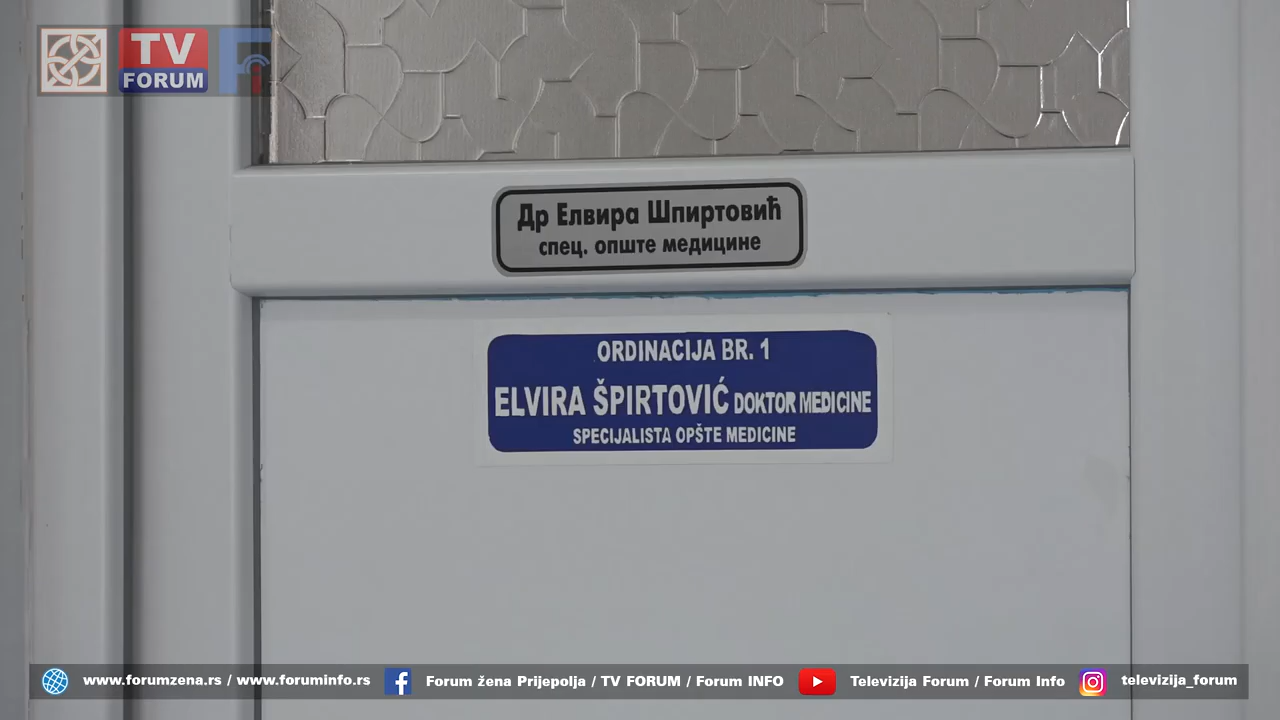 TV
FORUM
Fi
Др Елвира Шпиртовић
спец. опште медицине
ORDINACIJA BR. 1
ELVIRA ŠPIRTOVIĆ DOKTOR MEDICINE
SPECIJALISTA OPŠTE MEDICINE
www.forumzena.rs / www.foruminfo.rs Forum žena Prijepolja / TV FORUM / Forum INFO Televizija Forum / Forum Info televizija_forum